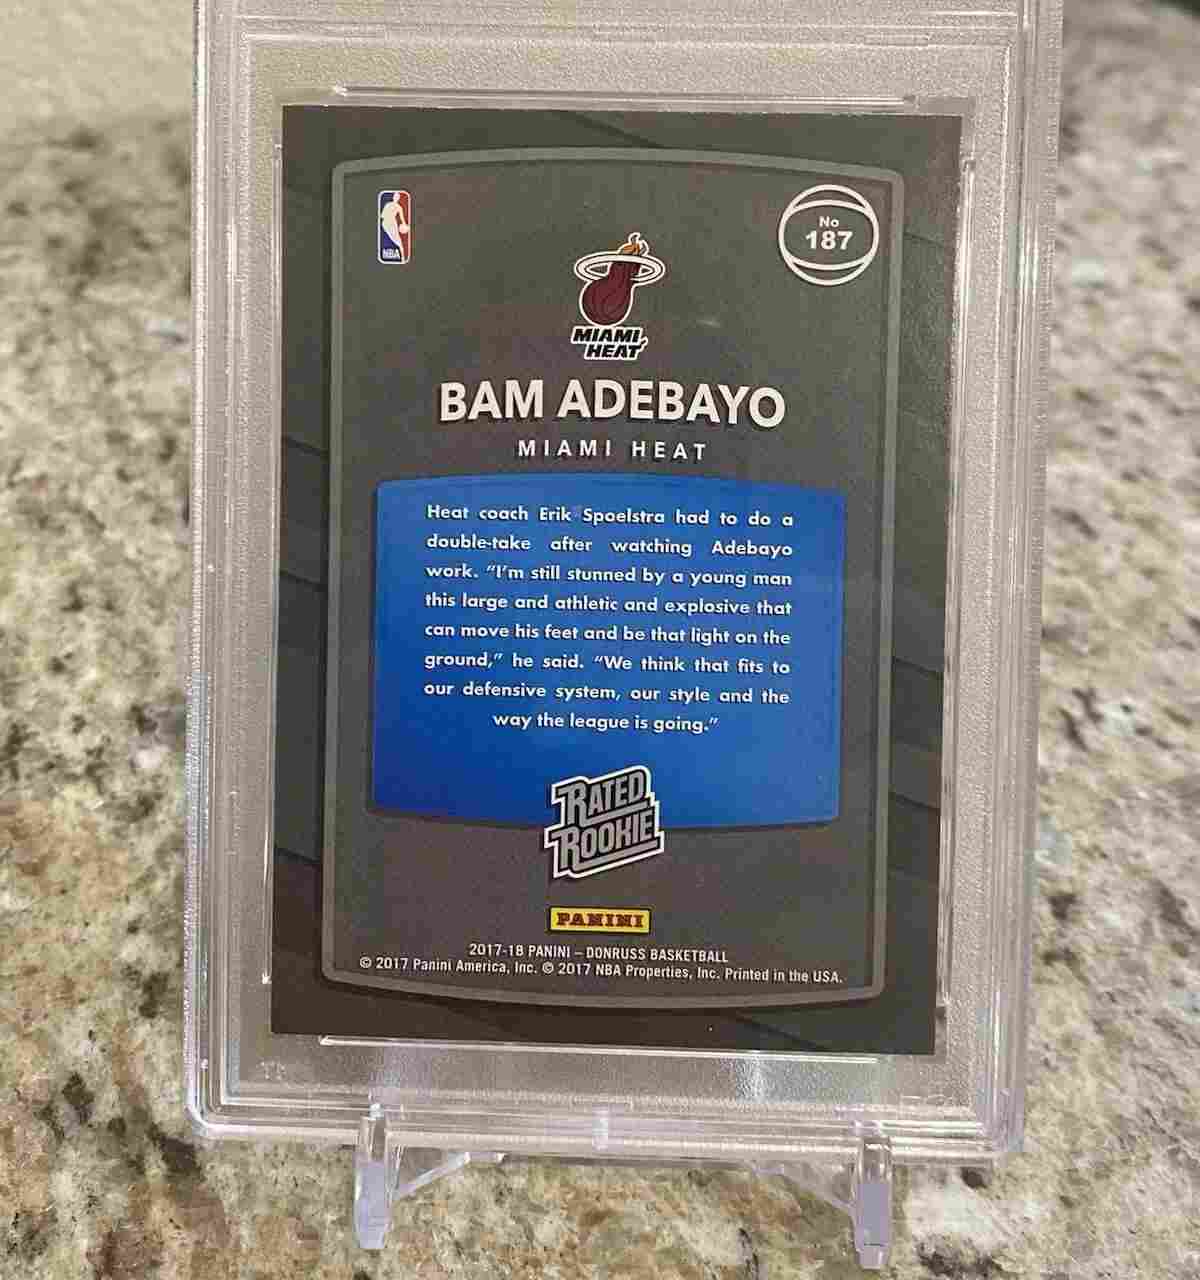 No
187
NBA
MIAMI
HEAT
BAM ADEBAYO
MIAMI HEAT
Heat coach Erik Spoelstra had to do a
double-take after watching Adebayo
work. “I’m still stunned by a young man
this large and athletic and explosive that
can move his feet and be that light on the
ground,” he said. “We think that fits to
our defensive system, our style and the
way the league is going.”
RATED
ROOKIE
PANINI
2017-18 PANINI – DONRUSS BASKETBALL
© 2017 Panini America, Inc. © 2017 NBA Properties, Inc. Printed in the USA.